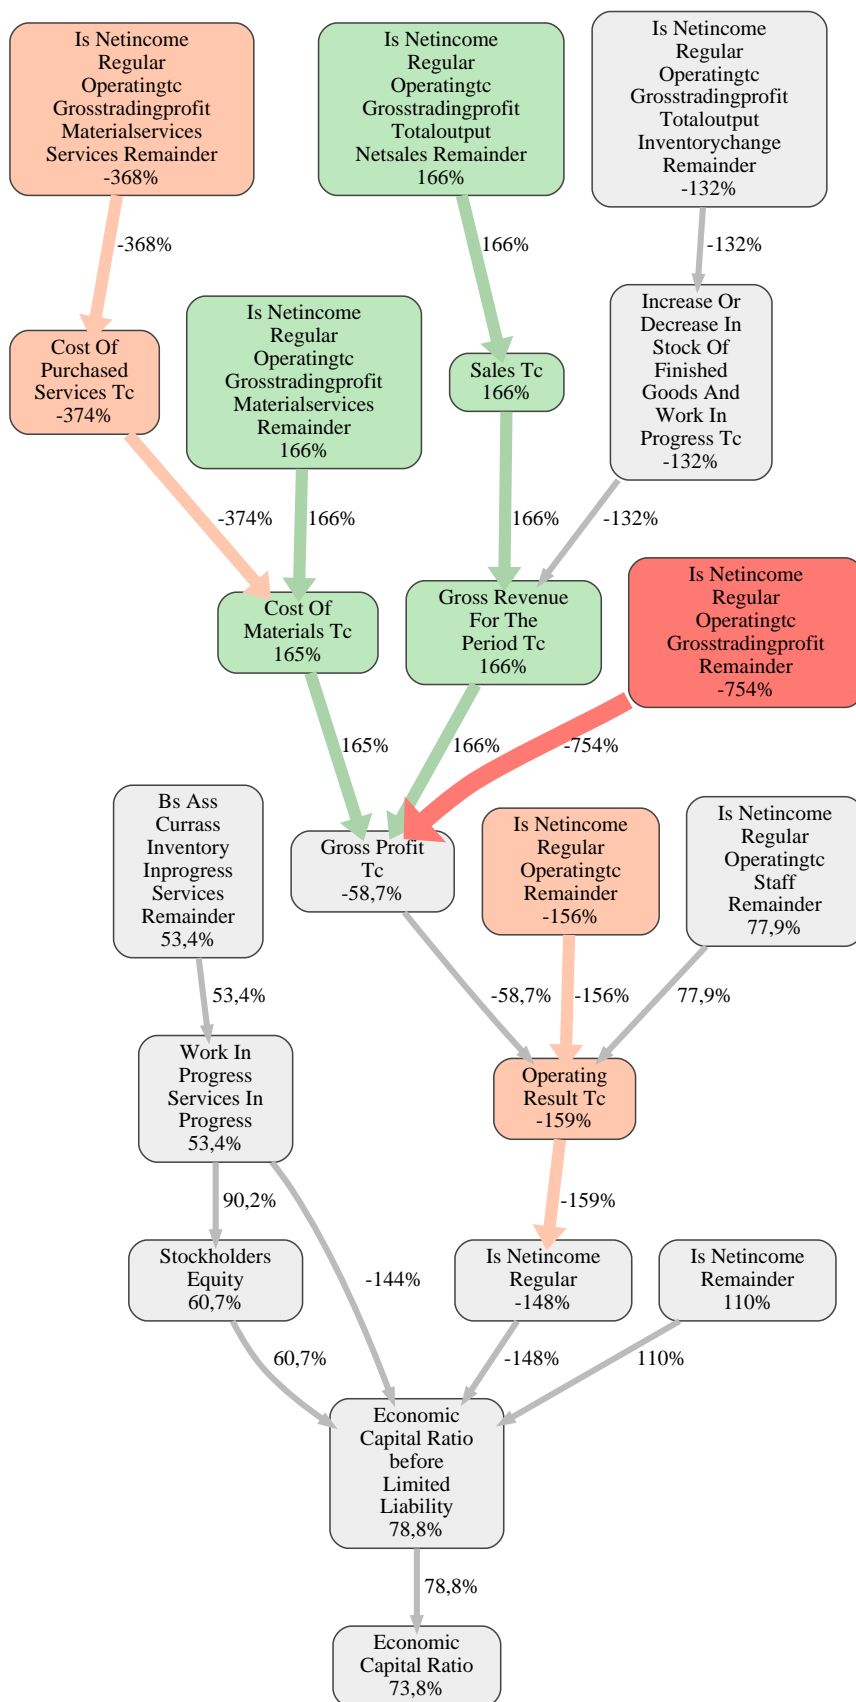 Is Netincome
Regular
Operatingtc
Grosstradingprofit
Materialservices
Services Remainder
-368%
Is Netincome
Regular
Operatingtc
Grosstradingprofit
Totaloutput
Netsales Remainder
166%
Is Netincome
Regular
Operatingtc
Grosstradingprofit
Totaloutput
Inventorychange
Remainder
-132%
-368%
166%
-132%
Cost Of
Purchased
Services Tc
-374%
Is Netincome
Regular
Operatingtc
Grosstradingprofit
Materialservices
Remainder
166%
Sales Tc
166%
Increase Or
Decrease In
Stock Of
Finished
Goods And
Work In
Progress Tc
-132%
-374%
166%
166%
-132%
Cost Of
Materials Tc
165%
Gross Revenue
For The
Period Tc
166%
Is Netincome
Regular
Operatingtc
Grosstradingprofit
Remainder
-754%
165%
166%
-754%
Bs Ass
Currass
Inventory
Inprogress
Services
Remainder
53,4%
Gross Profit
Tc
-58,7%
Is Netincome
Regular
Operatingtc
Remainder
-156%
Is Netincome
Regular
Operatingtc
Staff
Remainder
77,9%
53,4%
-58,7%
-156%
77,9%
Work In
Progress
Services In
Progress
53,4%
Operating
Result Tc
-159%
90,2%
-144%
-159%
Stockholders
Equity
60,7%
Is Netincome
Regular
-148%
Is Netincome
Remainder
110%
60,7%
-148%
110%
Economic
Capital Ratio
before
Limited
Liability
78,8%
78,8%
Economic
Capital Ratio
73,8%